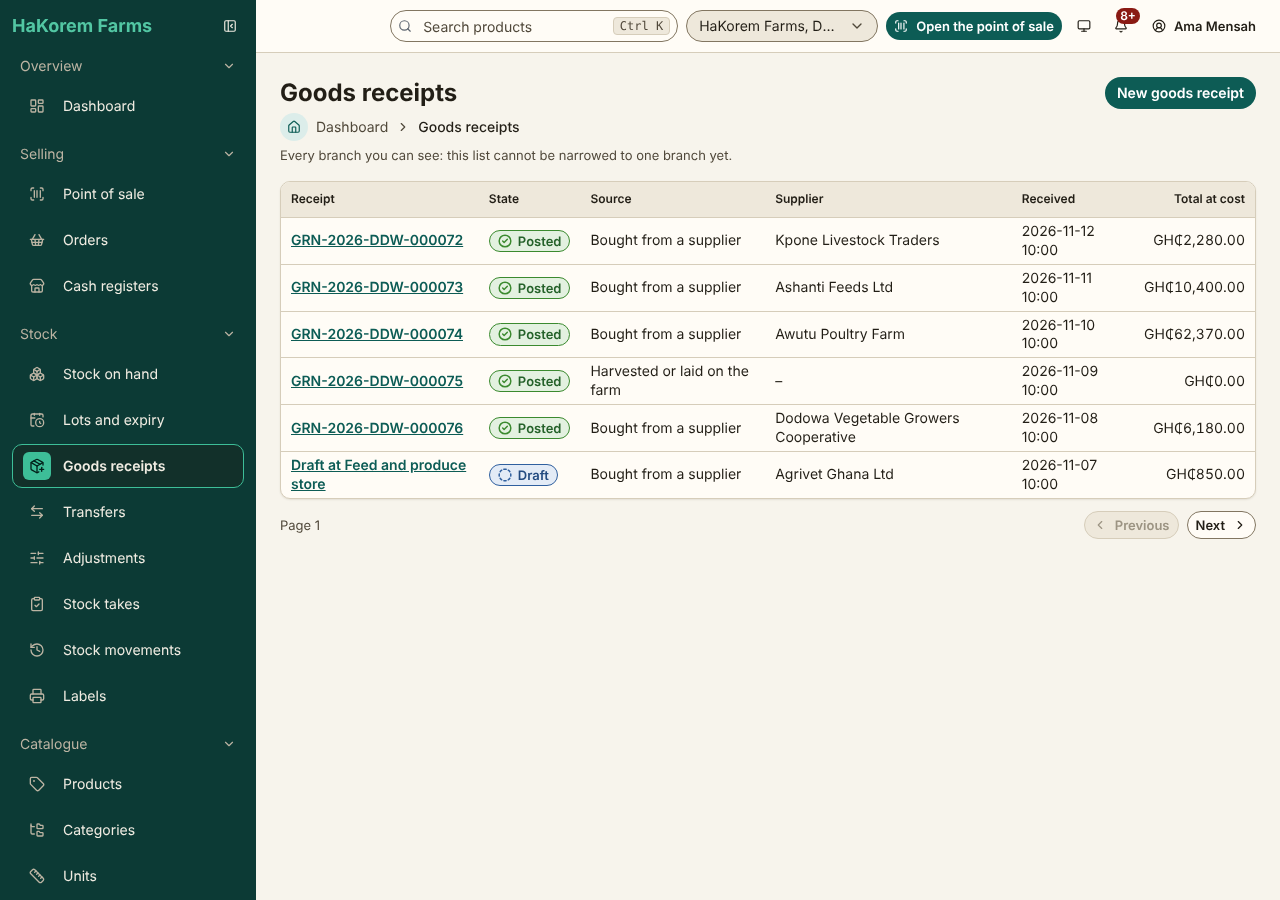 HaKorem Farms
Search products
Ctrl K
HaKorem Farms, D...
Open the point of sale
8+
Ama Mensah
Overview
Dashboard
Selling
Point of sale
Orders
Cash registers
Stock
Stock on hand
Lots and expiry
Goods receipts
Transfers
Adjustments
Stock takes
Stock movements
Labels
Catalogue
Products
Categories
Units
Goods receipts
New goods receipt
Dashboard > Goods receipts
Every branch you can see: this list cannot be narrowed to one branch yet.
Receipt State Source Supplier Received Total at cost
GRN-2026-DDW-000072 Posted Bought from a supplier Kpone Livestock Traders 2026-11-12 10:00 GH₵2,280.00
GRN-2026-DDW-000073 Posted Bought from a supplier Ashanti Feeds Ltd 2026-11-11 10:00 GH₵10,400.00
GRN-2026-DDW-000074 Posted Bought from a supplier Awutu Poultry Farm 2026-11-10 10:00 GH₵62,370.00
GRN-2026-DDW-000075 Posted Harvested or laid on the farm – 2026-11-09 10:00 GH₵0.00
GRN-2026-DDW-000076 Posted Bought from a supplier Dodowa Vegetable Growers Cooperative 2026-11-08 10:00 GH₵6,180.00
Draft at Feed and produce store Draft Bought from a supplier Agrivet Ghana Ltd 2026-11-07 10:00 GH₵850.00
Page 1
Previous
Next